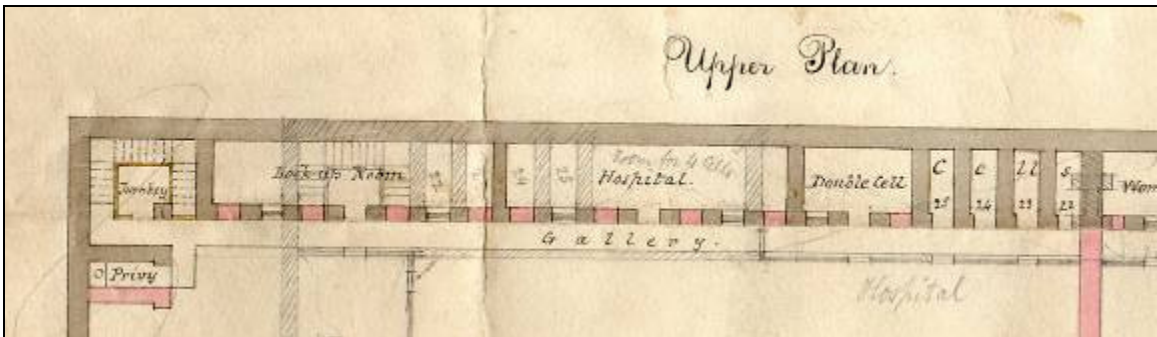 Upper Plan.
Room for 4 Cells
Turnkey
Lock up Room
Hospital.
Double Cell
C
e
ll
s
25
24
23
22
Wom
Gallery.
Privy
Hospital